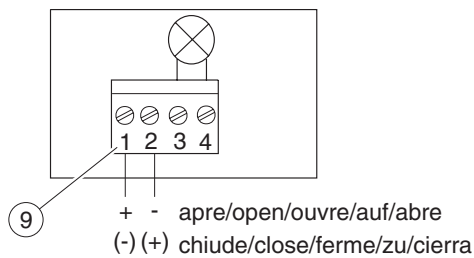 1 2 3 4
9
+ - apre/open/ouvre/auf/abre
(-) (+) chiude/close/ferme/zu/cierra